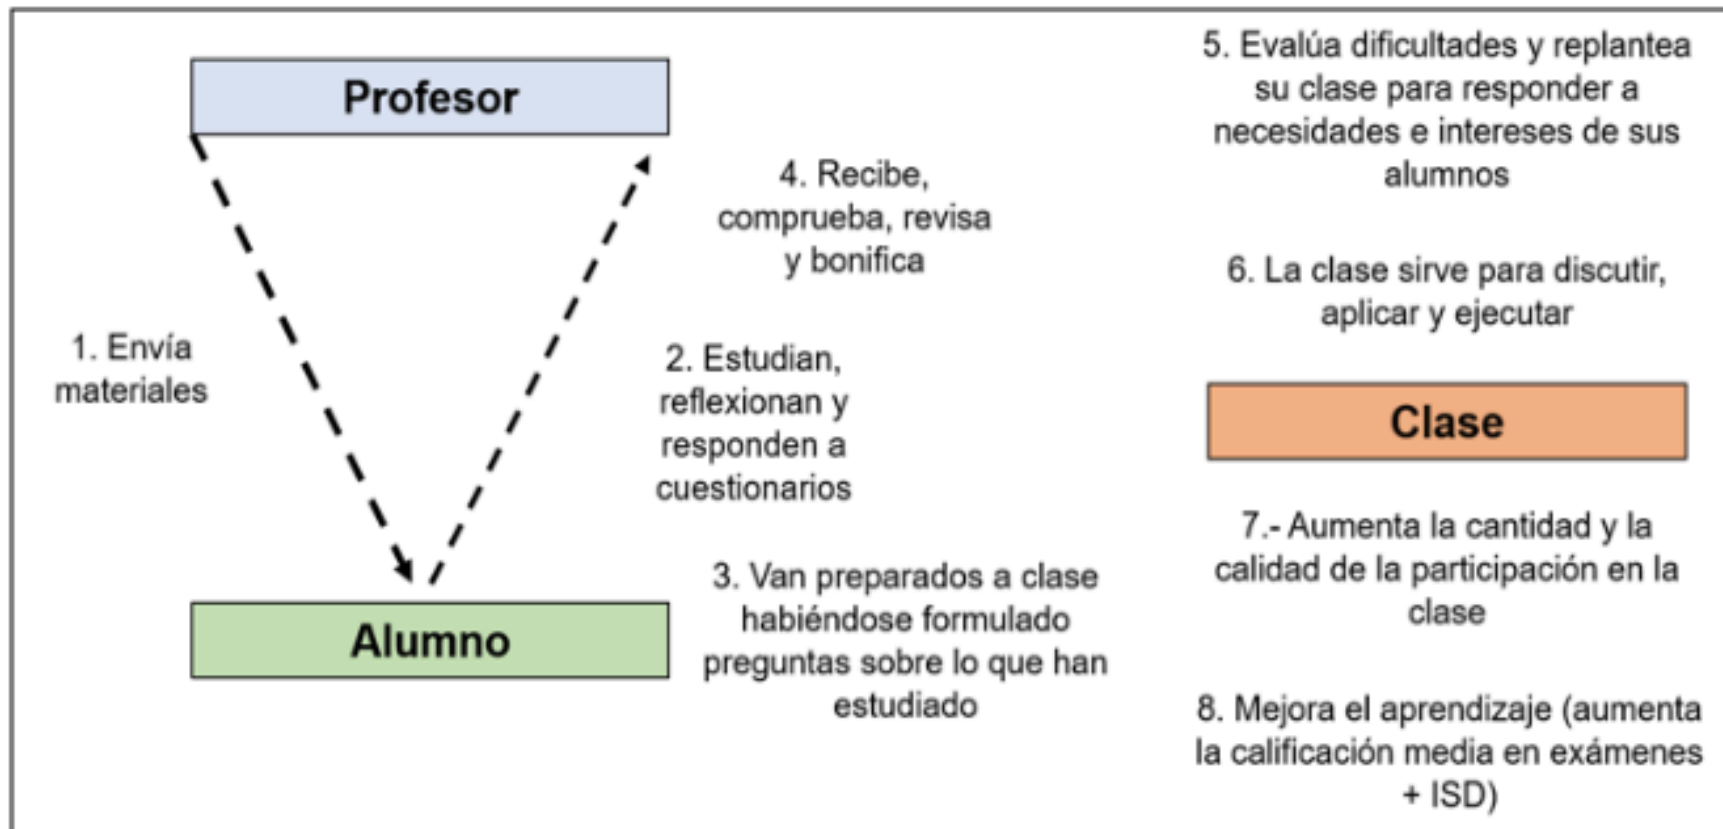 Profesor
1. Envía
materiales
Alumno
4. Recibe,
comprueba, revisa
y bonifica
2. Estudian,
reflexionan y
responden a
cuestionarios
3. Van preparados a clase
habiéndose formulado
preguntas sobre lo que han
estudiado
5. Evalúa dificultades y replantea
su clase para responder a
necesidades e intereses de sus
alumnos
6. La clase sirve para discutir,
aplicar y ejecutar
Clase
7.- Aumenta la cantidad y la
calidad de la participación en la
clase
8. Mejora el aprendizaje (aumenta
la calificación media en exámenes
+ ISD)